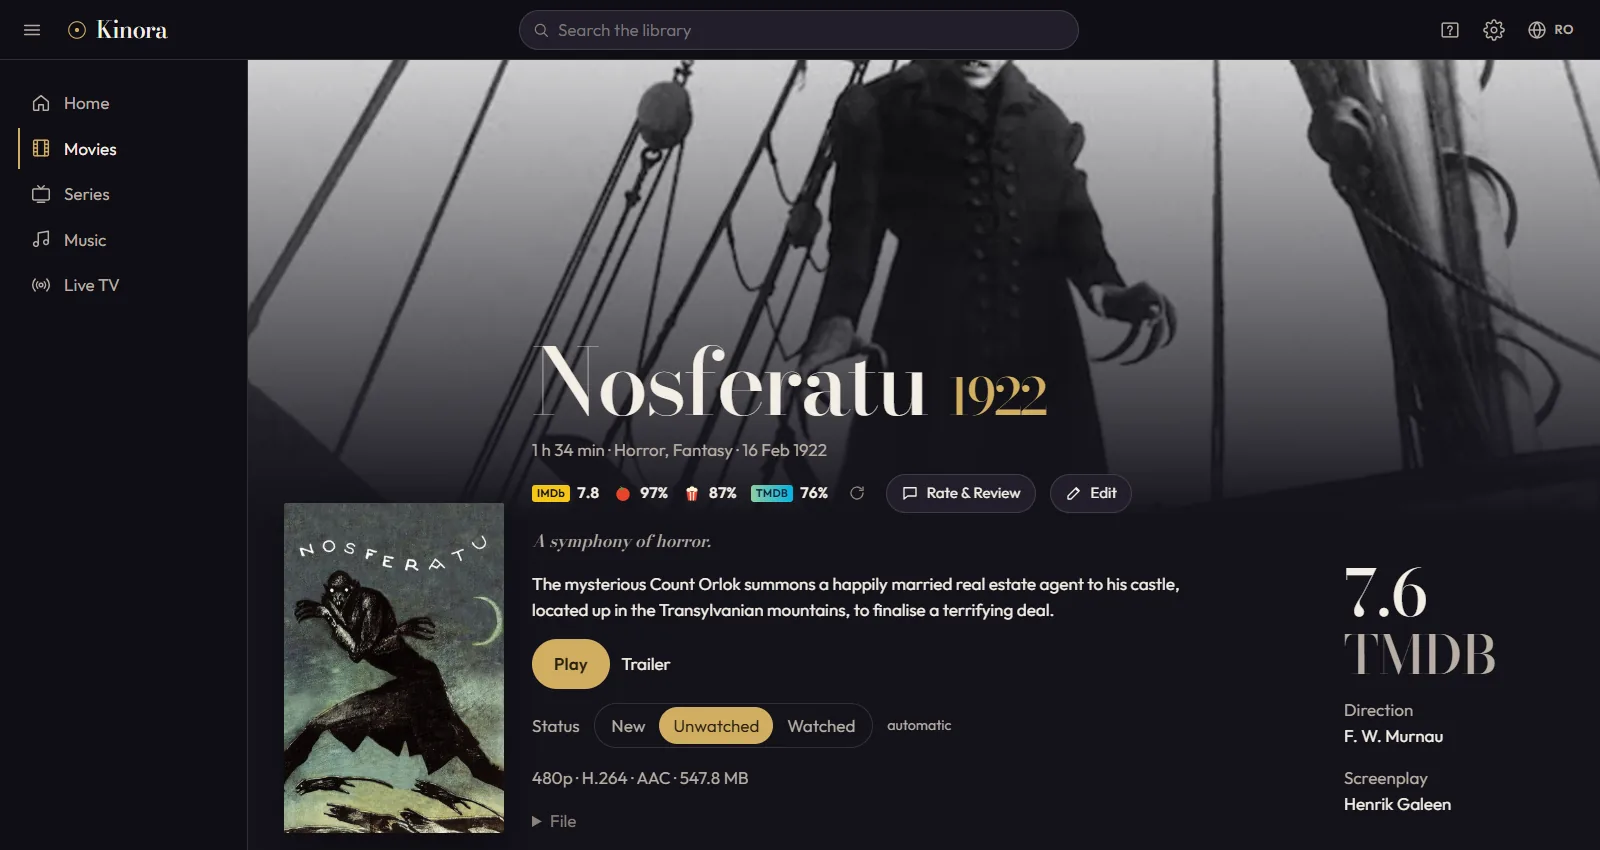 Kinora
Search the library
RO
Home
Movies
Series
Music
Live TV
Nosferatu 1922
1 h 34 min · Horror, Fantasy · 16 Feb 1922
IMDb 7.8 97% 87% TMDB 76% Rate & Review Edit
NOSFERATU
A symphony of horror.
The mysterious Count Orlok summons a happily married real estate agent to his castle,
located up in the Transylvanian mountains, to finalise a terrifying deal.
Play Trailer
Status New Unwatched Watched automatic
480p · H.264 · AAC · 547.8 MB
File
7.6
TMDB
Direction
F. W. Murnau
Screenplay
Henrik Galeen